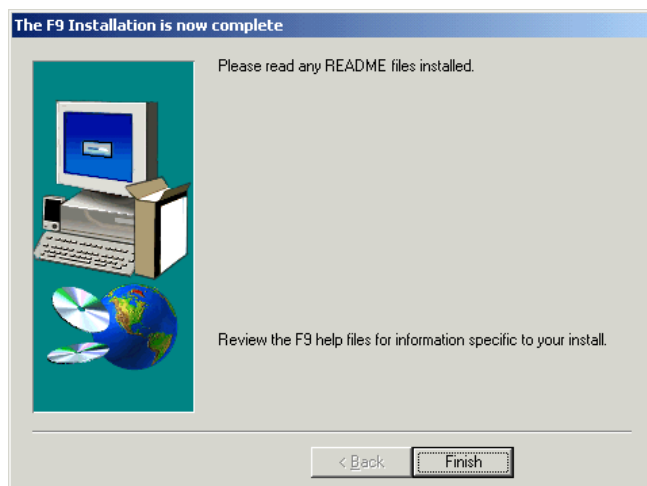 The F9 Installation is now complete
Please read any README files installed.
Review the F9 help files for information specific to your install.
< Back
Finish